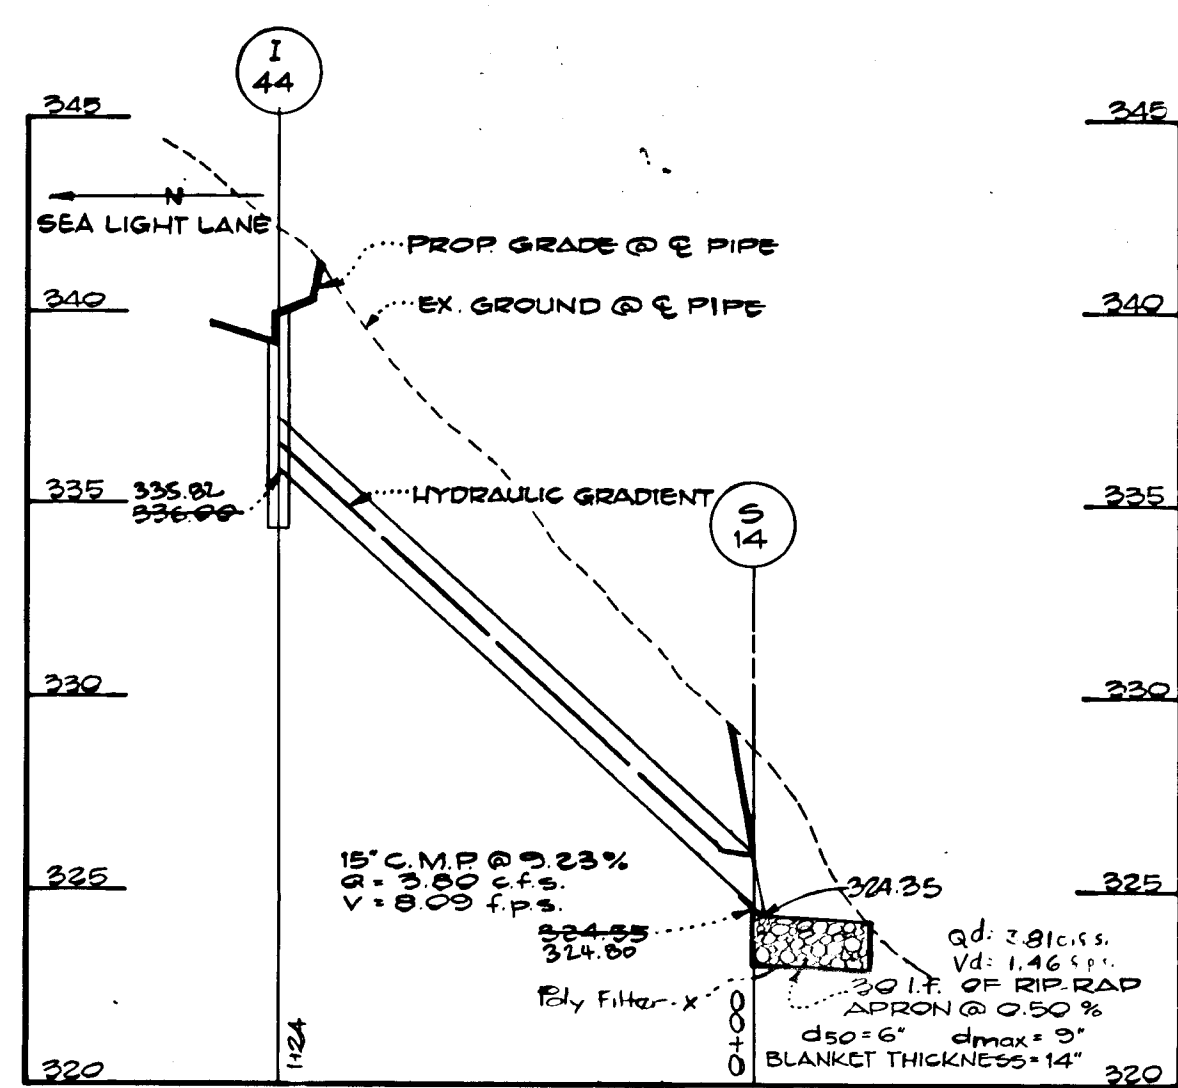 I
44
345
345
N
SEA LIGHT LANE
PROP. GRADE @ ℄ PIPE
340
EX. GROUND @ ℄ PIPE
340
335
335.82
336.00
HYDRAULIC GRADIENT
S
14
335
330
330
15" C.M.P. @ 9.23%
Q = 3.80 c.f.s.
V = 8.09 f.p.s.
325
324.35
325
324.55
324.80
Qd:
Vd: 1.46
Poly Filter-X
30 l.f. OF RIP-RAP
APRON @ 0.50 %
d50 = 6" dmax = 9"
BLANKET THICKNESS = 14"
1+24
0+00
320
320